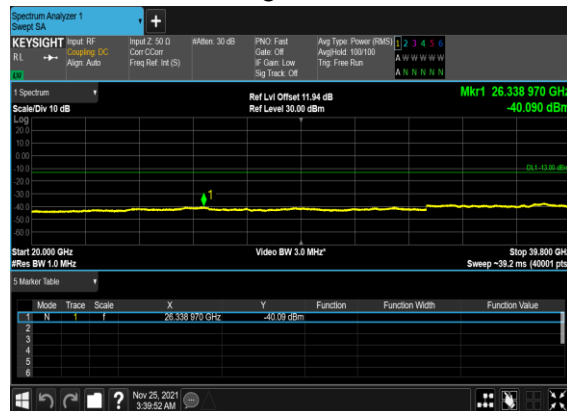 Spectrum Analyzer 1
Swept SA
KEYSIGHT Input: RF Input Z: 50 Ω #Atten: 30 dB PNO: Fast Avg Type: Power (RMS) 1 2 3 4 5 6
RL Coupling: DC Corr CCorr Gate: Off Avg|Hold: 100/100 A W W W W W
Align: Auto Freq Ref: Int (S) IF Gain: Low Trig: Free Run
Sig Track: Off A N N N N N
1 Spectrum Ref Lvl Offset 11.94 dB Mkr1 26.338 970 GHz
Scale/Div 10 dB Ref Level 30.00 dBm -40.090 dBm
Log
20.0
10.0
0.00
-10.0
DL1 -13.00 dBm
-20.0
-30.0
1
-40.0
-50.0
-60.0
Start 20.000 GHz Video BW 3.0 MHz* Stop 39.800 GHz
#Res BW 1.0 MHz Sweep ~39.2 ms (40001 pts)
5 Marker Table
Mode Trace Scale X Y Function Function Width Function Value
1 N 1 f 26.338 970 GHz -40.09 dBm
2
3
4
5
6
Nov 25, 2021
3:39:52 AM